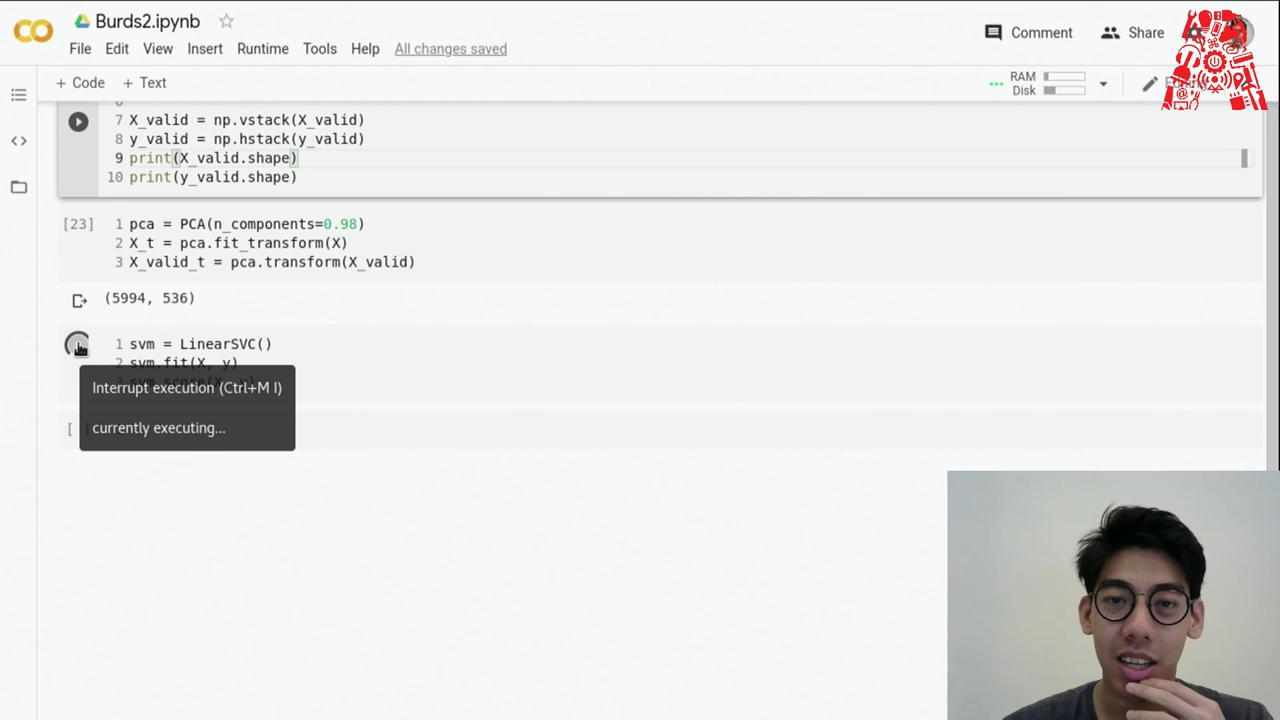 Burds2.ipynb
File Edit View Insert Runtime Tools Help All changes saved
Comment Share
+ Code + Text
RAM
Disk
7 X_valid = np.vstack(X_valid)
8 y_valid = np.hstack(y_valid)
9 print(X_valid.shape)
10 print(y_valid.shape)
[23] 1 pca = PCA(n_components=0.98)
2 X_t = pca.fit_transform(X)
3 X_valid_t = pca.transform(X_valid)
(5994, 536)
1 svm = LinearSVC()
2 svm.fit(X, y)
Interrupt execution (Ctrl+M I)
currently executing...
[